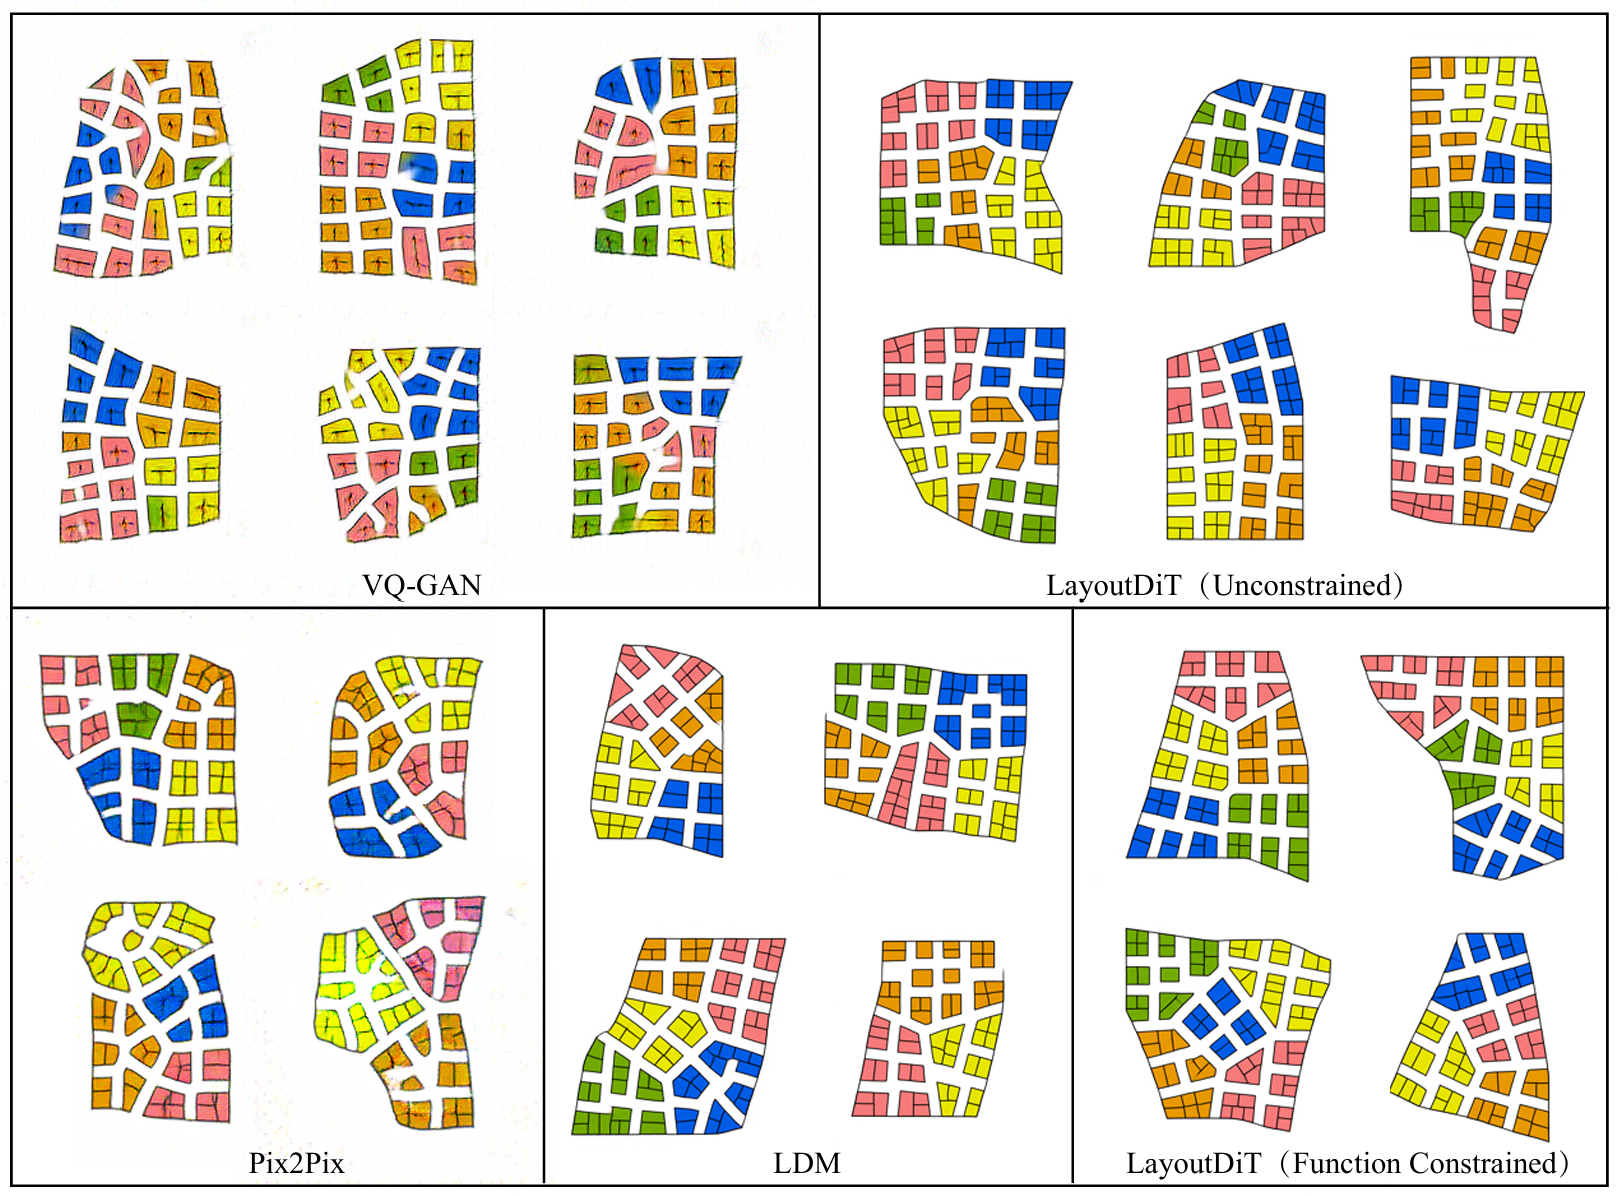 VQ-GAN
LayoutDiT（Unconstrained）
Pix2Pix
LDM
LayoutDiT（Function Constrained）